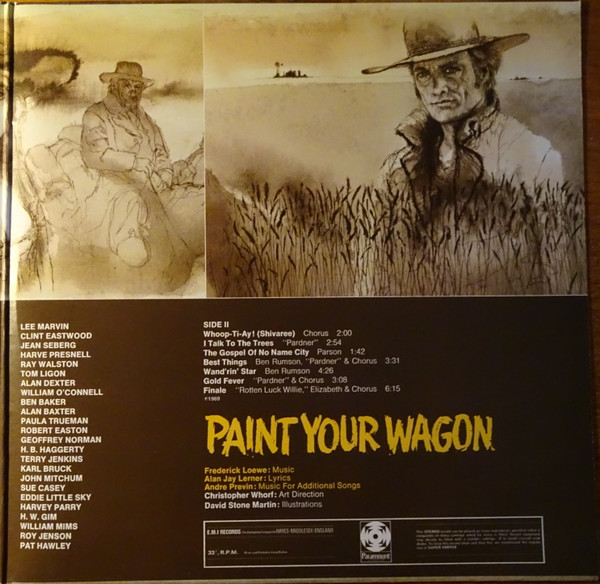 LEE MARVIN
CLINT EASTWOOD
JEAN SEBERG
HARVE PRESNELL
RAY WALSTON
TOM LIGON
ALAN DEXTER
WILLIAM O'CONNELL
BEN BAKER
ALAN BAXTER
PAULA TRUEMAN
ROBERT EASTON
GEOFFREY NORMAN
H. B. HAGGERTY
TERRY JENKINS
KARL BRUCK
JOHN MITCHUM
SUE CASEY
EDDIE LITTLE SKY
HARVEY PARRY
H. W. GIM
WILLIAM MIMS
ROY JENSON
PAT HAWLEY
SIDE II
Whoop-Ti-Ay! (Shivaree) Chorus 2:00
I Talk To The Trees "Pardner" 2:54
The Gospel Of No Name City Parson 1:42
Best Things Ben Rumson, "Pardner" & Chorus 3:31
Wand'rin' Star Ben Rumson 4:26
Gold Fever "Pardner" & Chorus 3:08
Finale "Rotten Luck Willie," Elizabeth & Chorus 6:15
℗1969
PAINT YOUR WAGON
Frederick Loewe: Music
Alan Jay Lerner: Lyrics
Andre Previn: Music For Additional Songs
Christopher Whorf: Art Direction
David Stone Martin: Illustrations
E.M.I RECORDS HAYES·MIDDLESEX·ENGLAND
33⅓ R.P.M.
Paramount